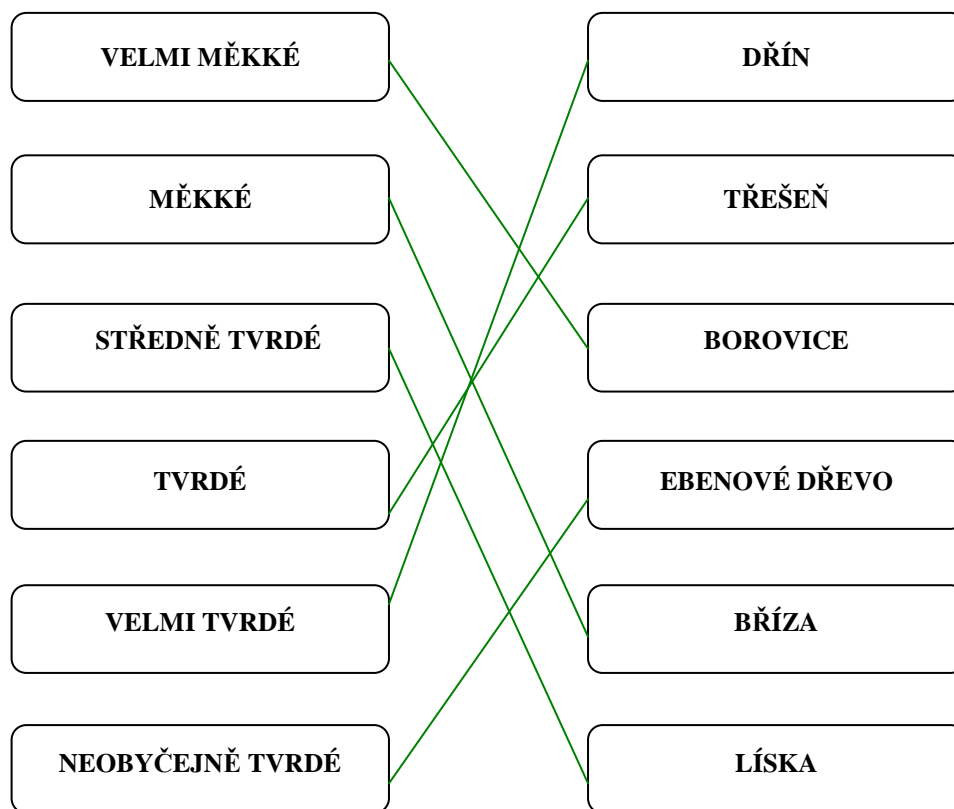 VELMI MĚKKÉ
DŘÍN
MĚKKÉ
TŘEŠEŇ
STŘEDNĚ TVRDÉ
BOROVICE
TVRDÉ
EBENOVÉ DŘEVO
VELMI TVRDÉ
BŘÍZA
NEOBYČEJNĚ TVRDÉ
LÍSKA